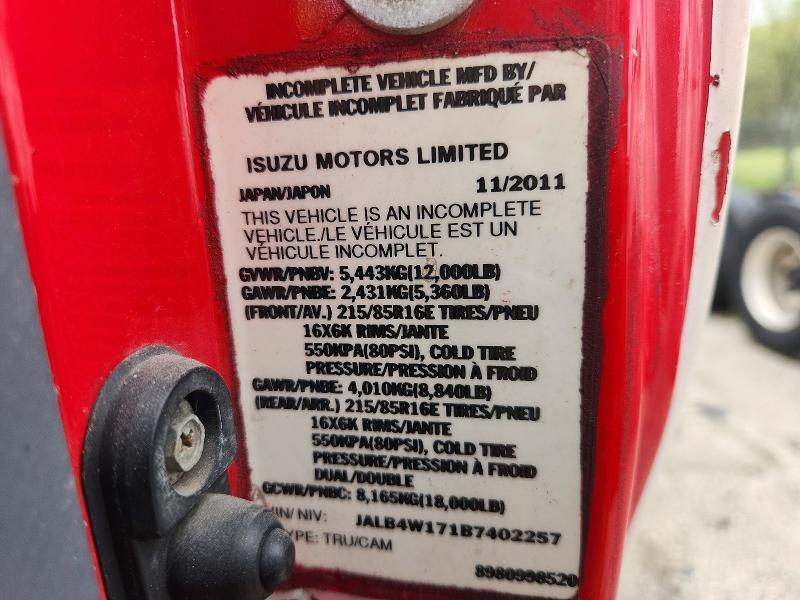 INCOMPLETE VEHICLE MFD BY/
VÉHICULE INCOMPLET FABRIQUÉ PAR
ISUZU MOTORS LIMITED
JAPAN/JAPON 11/2011
THIS VEHICLE IS AN INCOMPLETE
VEHICLE./LE VÉHICULE EST UN
VÉHICULE INCOMPLET.
GVWR/PNBV: 5,443KG(12,000LB)
GAWR/PNBE: 2,431KG(5,360LB)
(FRONT/AV.) 215/85R16E TIRES/PNEU
16X6K RIMS/JANTE
550KPA(80PSI), COLD TIRE
PRESSURE/PRESSION À FROID
GAWR/PNBE: 4,010KG(8,840LB)
(REAR/ARR.) 215/85R16E TIRES/PNEU
16X6K RIMS/JANTE
550KPA(80PSI), COLD TIRE
PRESSURE/PRESSION À FROID
DUAL/DOUBLE
GCWR/PNBC: 8,165KG(18,000LB)
VIN/NIV: JALB4W171B7402257
YPE: TRU/CAM
8980998520